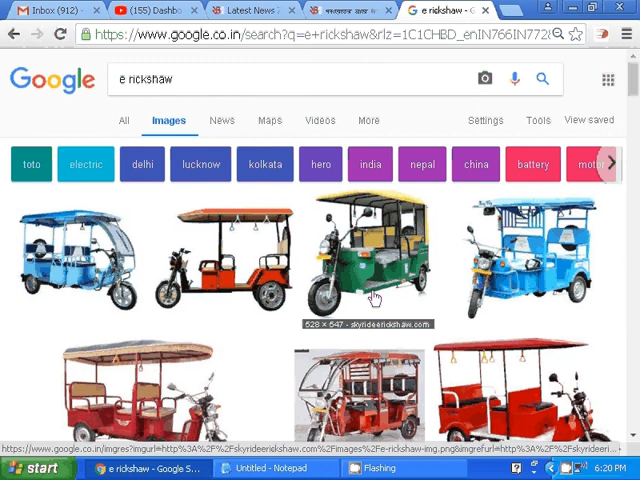 Inbox (912) -
(155) Dashbo
Latest News
e rickshaw - G
https://www.google.co.in/search?q=e+rickshaw&rlz=1C1CHBD_enIN766IN772&
Google
e rickshaw
All Images News Maps Videos More Settings Tools View saved
toto electric delhi lucknow kolkata hero india nepal china battery motor
528 × 547 - skyrideerickshaw.com
https://www.google.co.in/imgres?imgurl=http%3A%2F%2Fskyrideerickshaw.com%2Fimages%2Fe-rickshaw-img.png&imgrefurl=http%3A%2F%2Fskyrideeri...
start
e rickshaw - Google S...
Untitled - Notepad
Flashing
6:20 PM